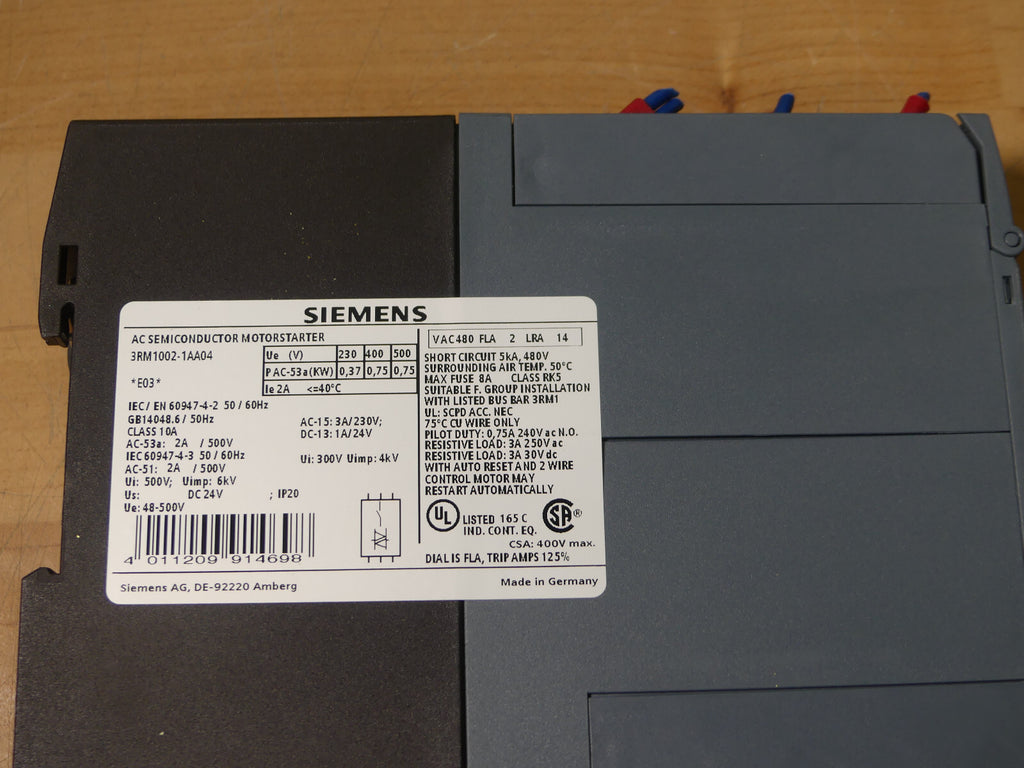 SIEMENS
AC SEMICONDUCTOR MOTORSTARTER
3RM1002-1AA04
*E03*
Ue (V) 230 400 500
P AC-53a(KW) 0,37 0,75 0,75
Ie 2A <=40°C
IEC/ EN 60947-4-2 50 / 60Hz
GB14048.6/ 50Hz
CLASS 10A
AC-53a: 2A / 500V
IEC 60947-4-3 50 / 60Hz
AC-51: 2A / 500V
Ui: 500V; Uimp: 6kV
Us: DC 24V ; IP20
Ue: 48-500V
AC-15: 3A/230V;
DC-13: 1A/24V
Ui: 300V Uimp: 4kV
4 011209 914698
VAC480 FLA 2 LRA 14
SHORT CIRCUIT 5kA, 480V
SURROUNDING AIR TEMP. 50°C
MAX FUSE 8A CLASS RK5
SUITABLE F. GROUP INSTALLATION
WITH LISTED BUS BAR 3RM1
UL: SCPD ACC. NEC
75°C CU WIRE ONLY
PILOT DUTY: 0,75A 240V ac N.O.
RESISTIVE LOAD: 3A 250V ac
RESISTIVE LOAD: 3A 30V dc
WITH AUTO RESET AND 2 WIRE
CONTROL MOTOR MAY
RESTART AUTOMATICALLY
UL LISTED 165 C
IND. CONT. EQ.
CSA ®
CSA: 400V max.
DIAL IS FLA, TRIP AMPS 125%
Siemens AG, DE-92220 Amberg
Made in Germany